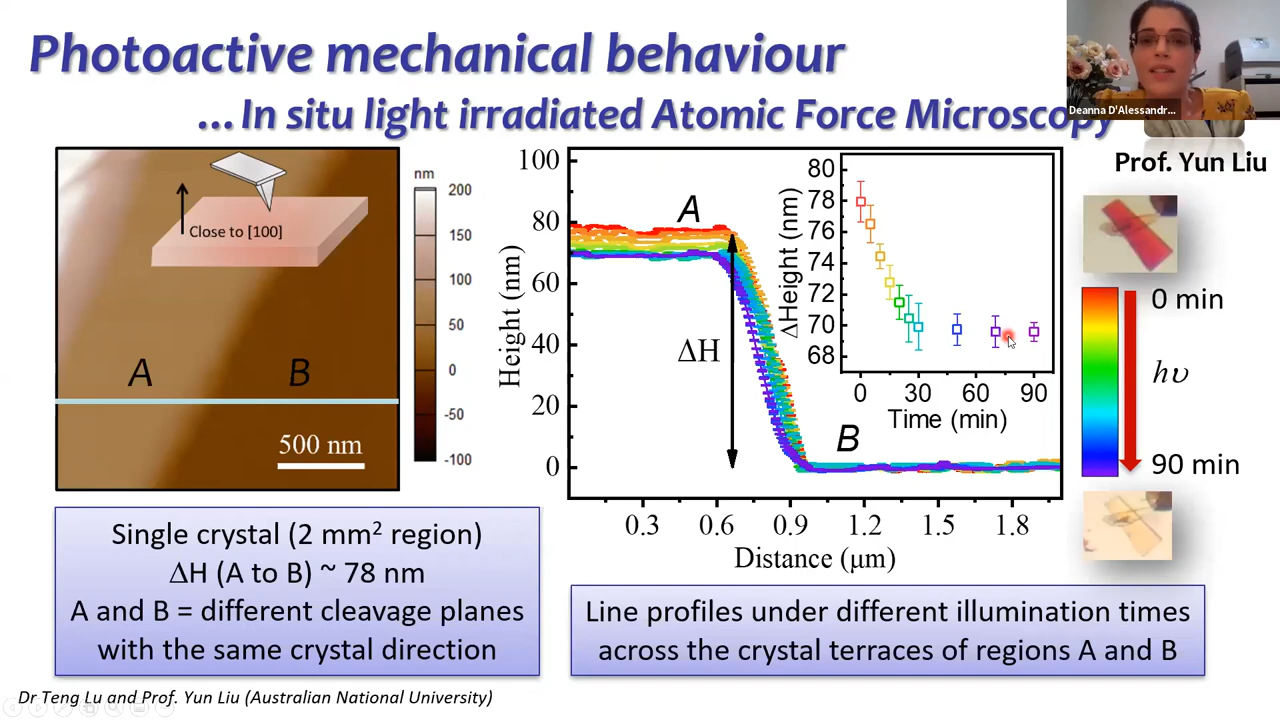 Photoactive mechanical behaviour
...In situ light irradiated Atomic Force Microscopy
Deanna D'Alessandr...
Prof. Yun Liu
Close to [100]
A
B
500 nm
nm
200
150
100
50
0
-50
-100
Height (nm)
100
80
60
40
20
0
A
ΔH
B
0.3
0.6
0.9
1.2
1.5
1.8
Distance (μm)
ΔHeight (nm)
80
78
76
74
72
70
68
0
30
60
90
Time (min)
0 min
hυ
90 min
Single crystal (2 mm² region)
ΔH (A to B) ~ 78 nm
A and B = different cleavage planes
with the same crystal direction
Line profiles under different illumination times
across the crystal terraces of regions A and B
Dr Teng Lu and Prof. Yun Liu (Australian National University)